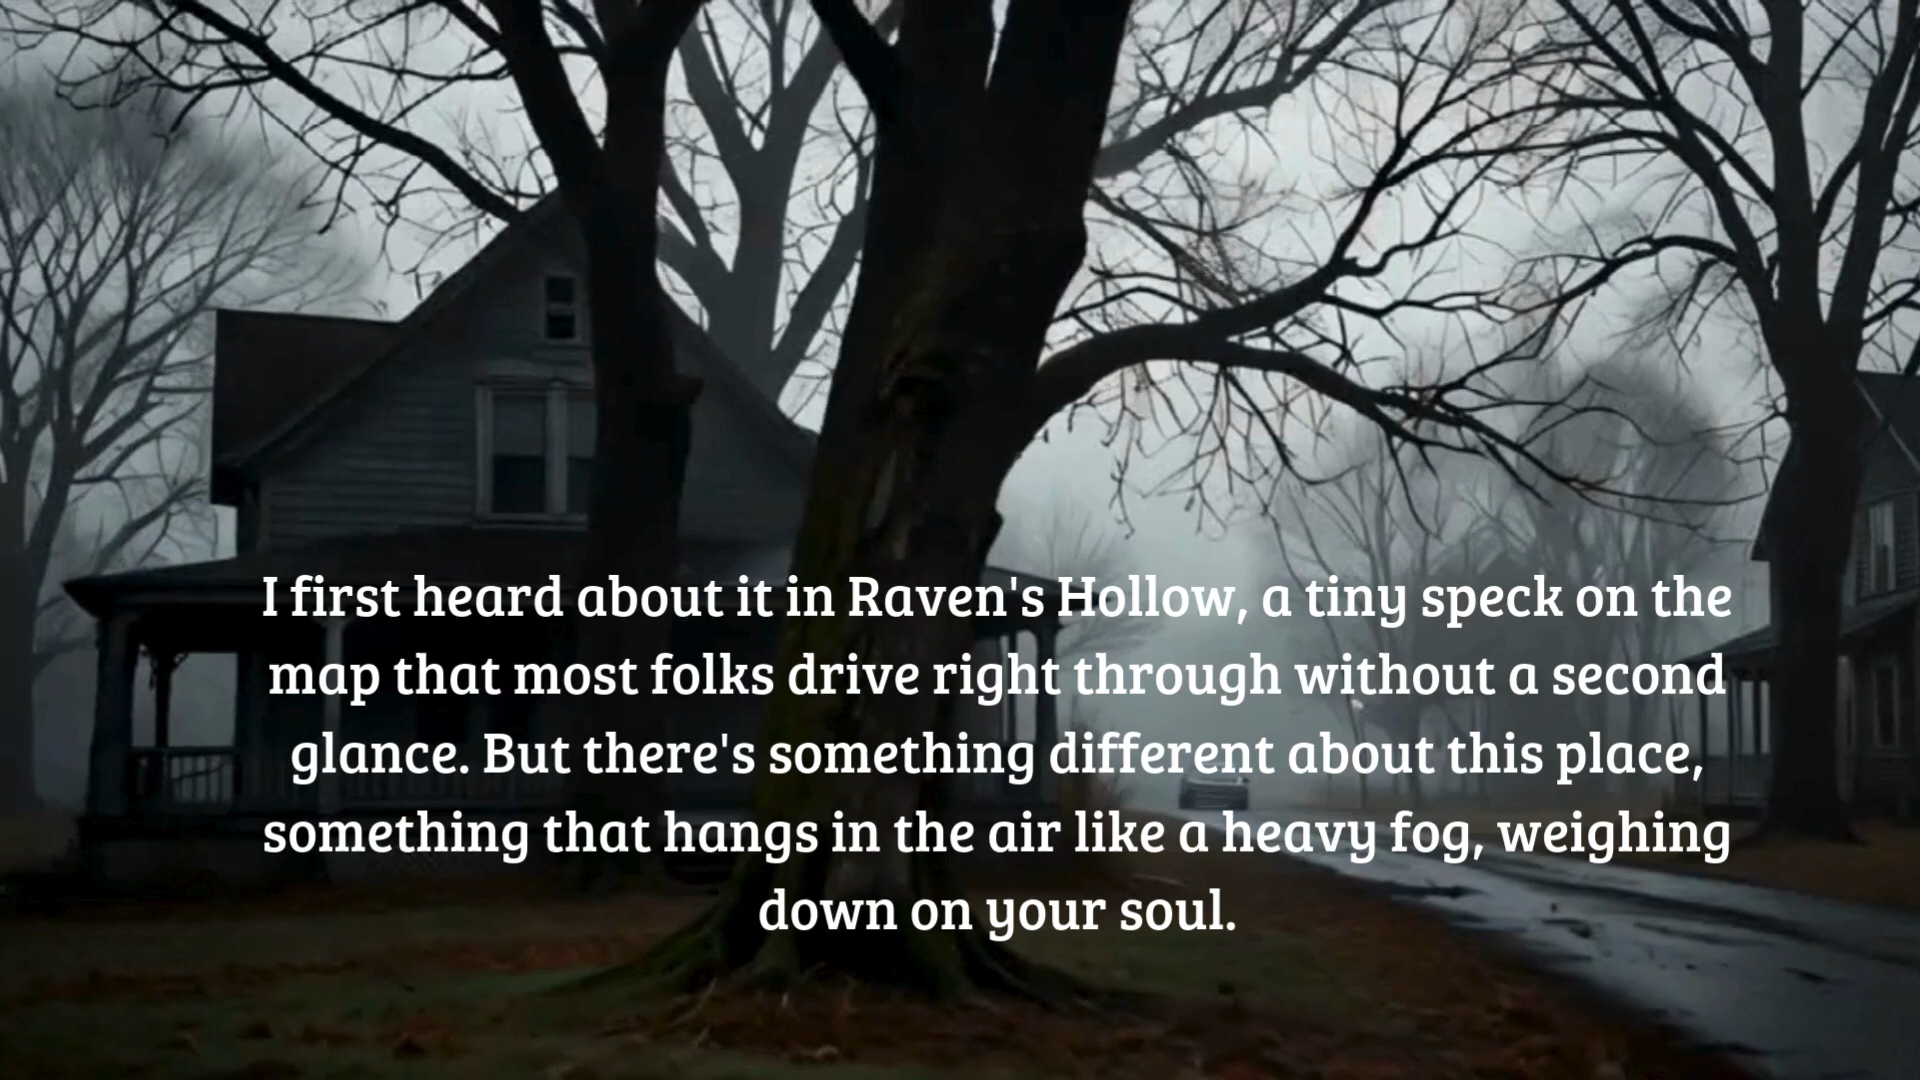 I first heard about it in Raven's Hollow, a tiny speck on the
map that most folks drive right through without a second
glance. But there's something different about this place,
something that hangs in the air like a heavy fog, weighing
down on your soul.